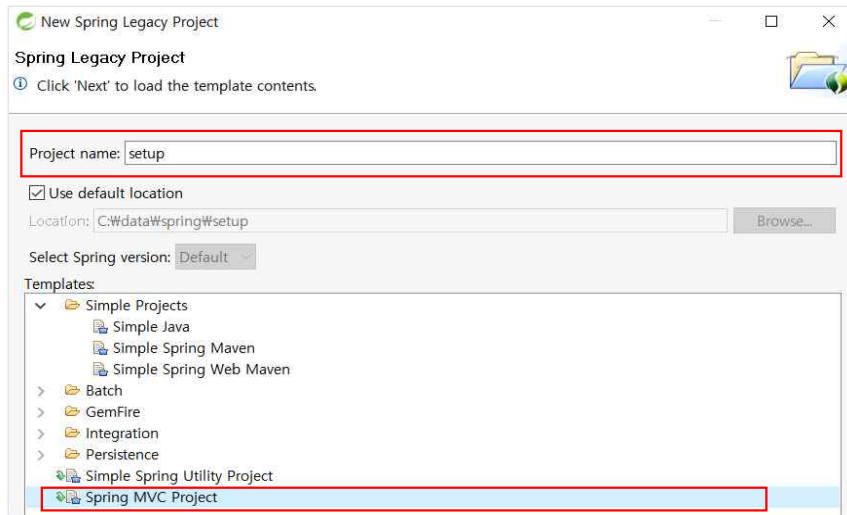 New Spring Legacy Project
Spring Legacy Project
Click 'Next' to load the template contents.
Project name: setup
Use default location
Location: C:₩data₩spring₩setup Browse...
Select Spring version: Default
Templates:
Simple Projects
Simple Java
Simple Spring Maven
Simple Spring Web Maven
Batch
GemFire
Integration
Persistence
Simple Spring Utility Project
Spring MVC Project